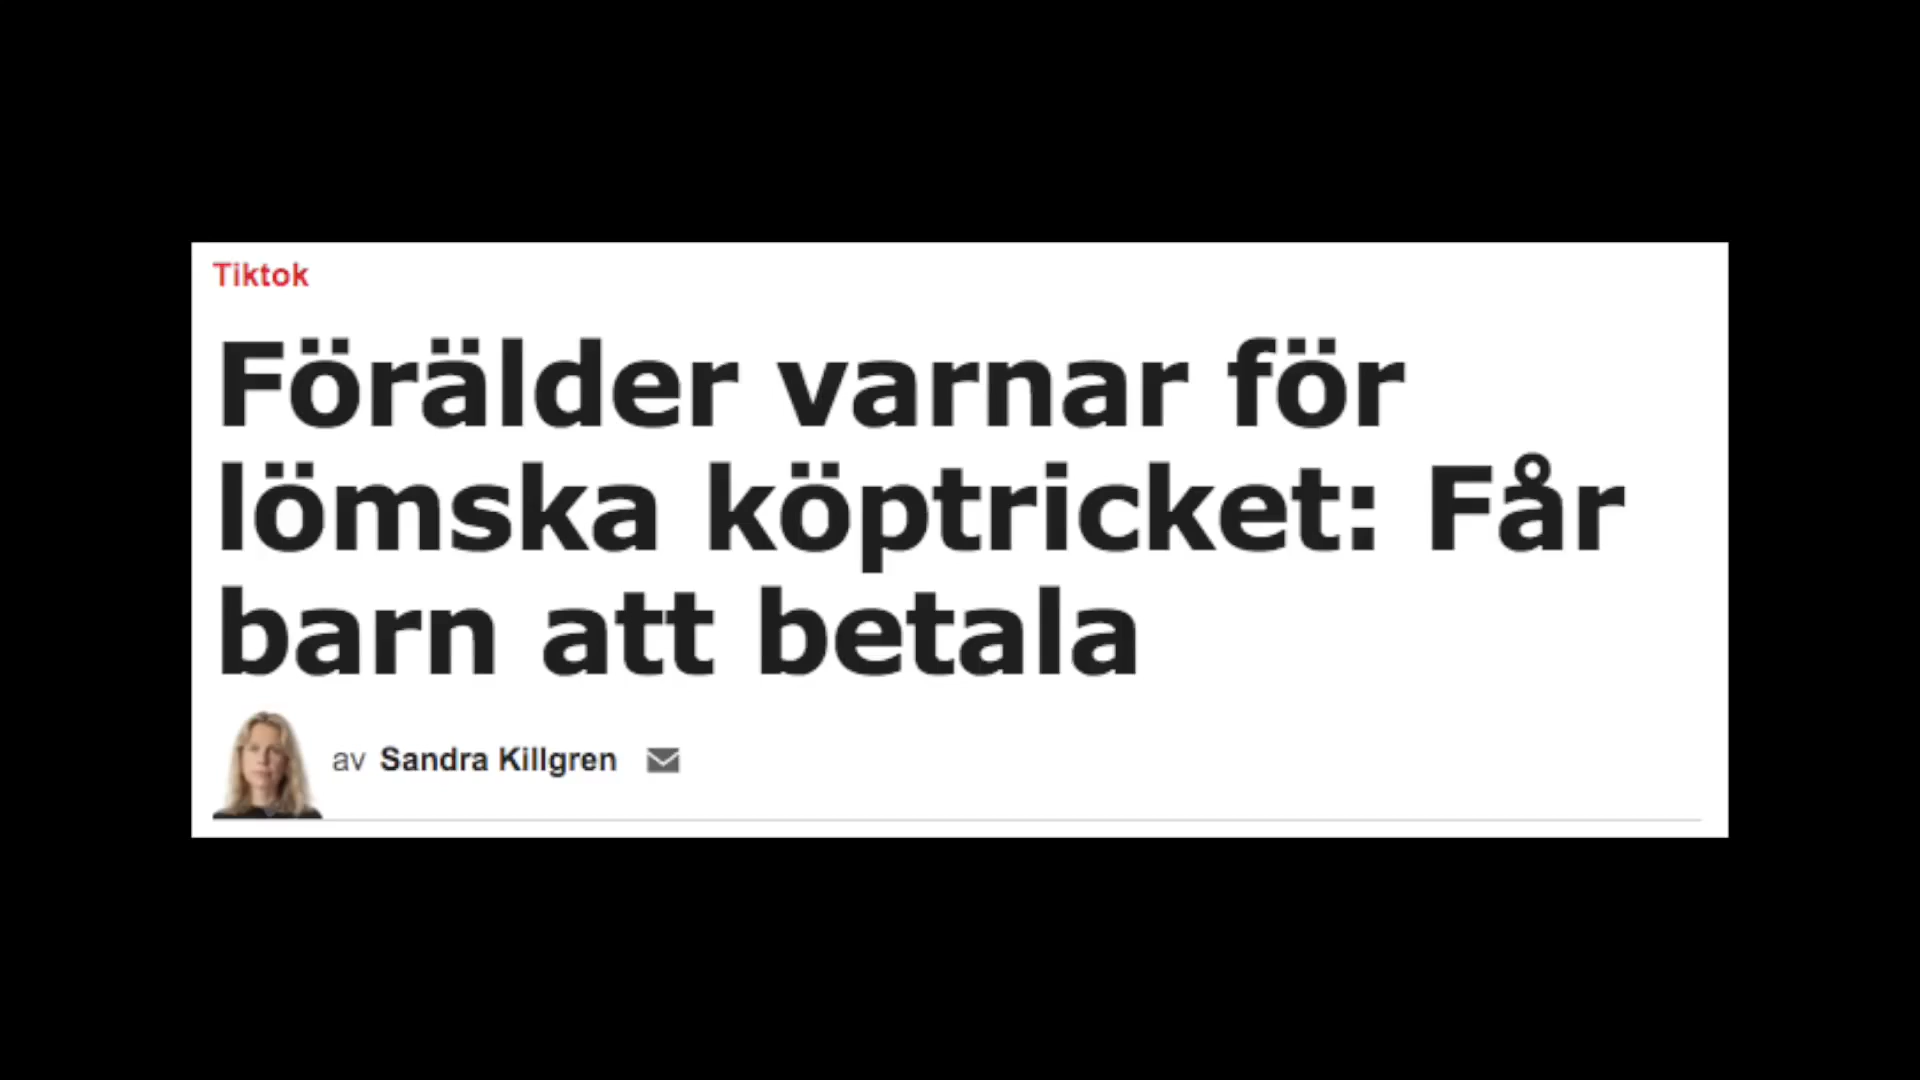 Tiktok
Förälder varnar för
lömska köptricket: Får
barn att betala
av Sandra Killgren